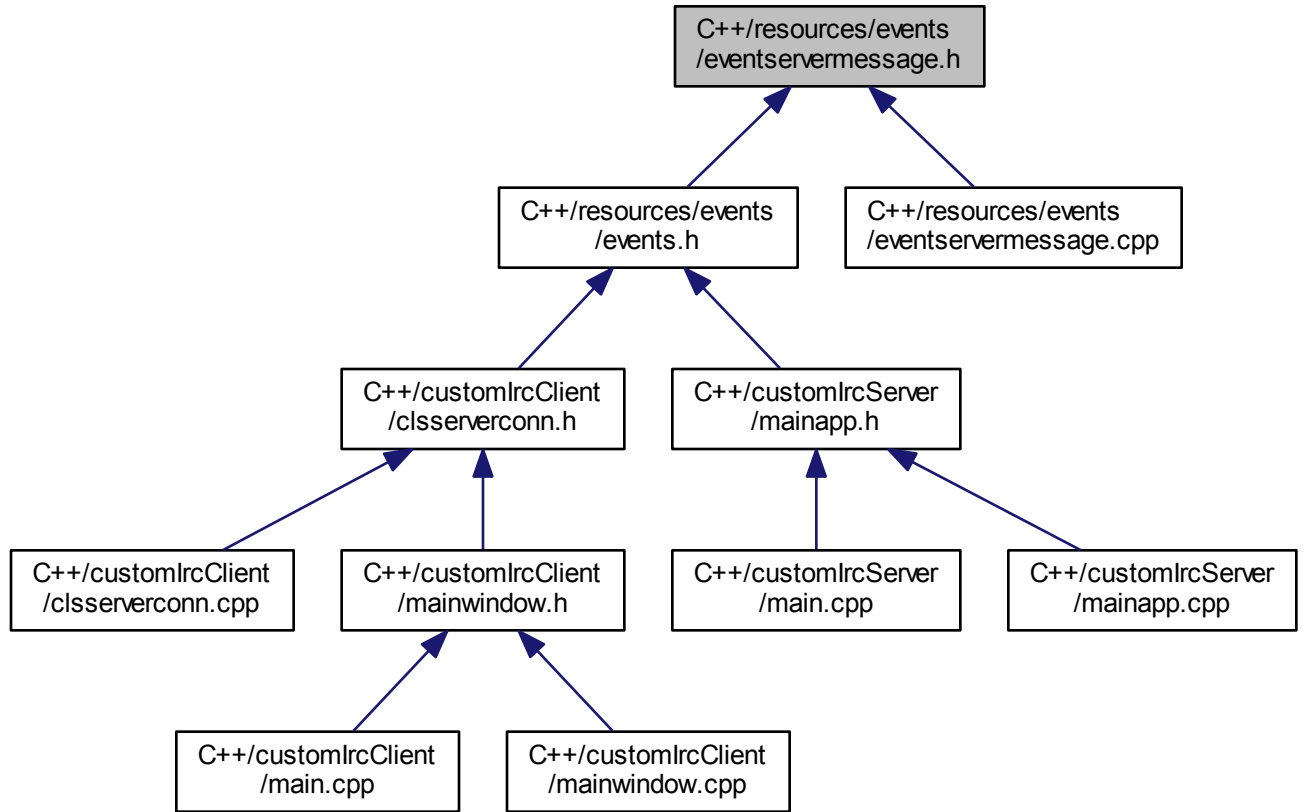 C++/resources/events
/eventservermessage.h
C++/resources/events
/events.h
C++/resources/events
/eventservermessage.cpp
C++/customIrcClient
/clsserverconn.h
C++/customIrcServer
/mainapp.h
C++/customIrcClient
/clsserverconn.cpp
C++/customIrcClient
/mainwindow.h
C++/customIrcServer
/main.cpp
C++/customIrcServer
/mainapp.cpp
C++/customIrcClient
/main.cpp
C++/customIrcClient
/mainwindow.cpp